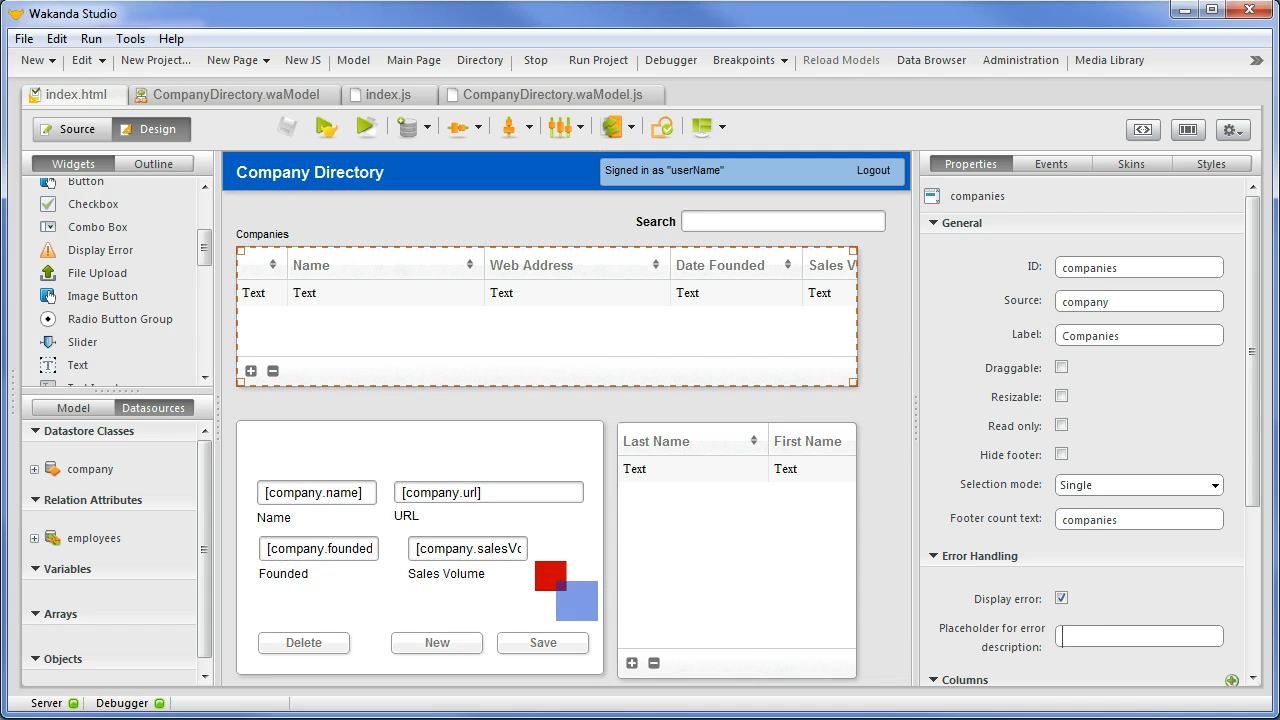 Wakanda Studio
File Edit Run Tools Help
New Edit New Project... New Page New JS Model Main Page Directory Stop Run Project Debugger Breakpoints Reload Models Data Browser Administration Media Library
index.html CompanyDirectory.waModel index.js CompanyDirectory.waModel.js
Source Design
Widgets Outline
Button
Checkbox
Combo Box
Display Error
File Upload
Image Button
Radio Button Group
Slider
Text
Model Datasources
Datastore Classes
company
Relation Attributes
employees
Variables
Arrays
Objects
Company Directory Signed in as "userName" Logout
Search
Companies
Name Web Address Date Founded Sales V
Text Text Text Text Text
[company.name] [company.url]
Name URL
[company.founded [company.salesVo
Founded Sales Volume
Delete New Save
Last Name First Name
Text Text
Properties Events Skins Styles
companies
General
ID: companies
Source: company
Label: Companies
Draggable:
Resizable:
Read only:
Hide footer:
Selection mode: Single
Footer count text: companies
Error Handling
Display error:
Placeholder for error
description:
Columns
Server Debugger